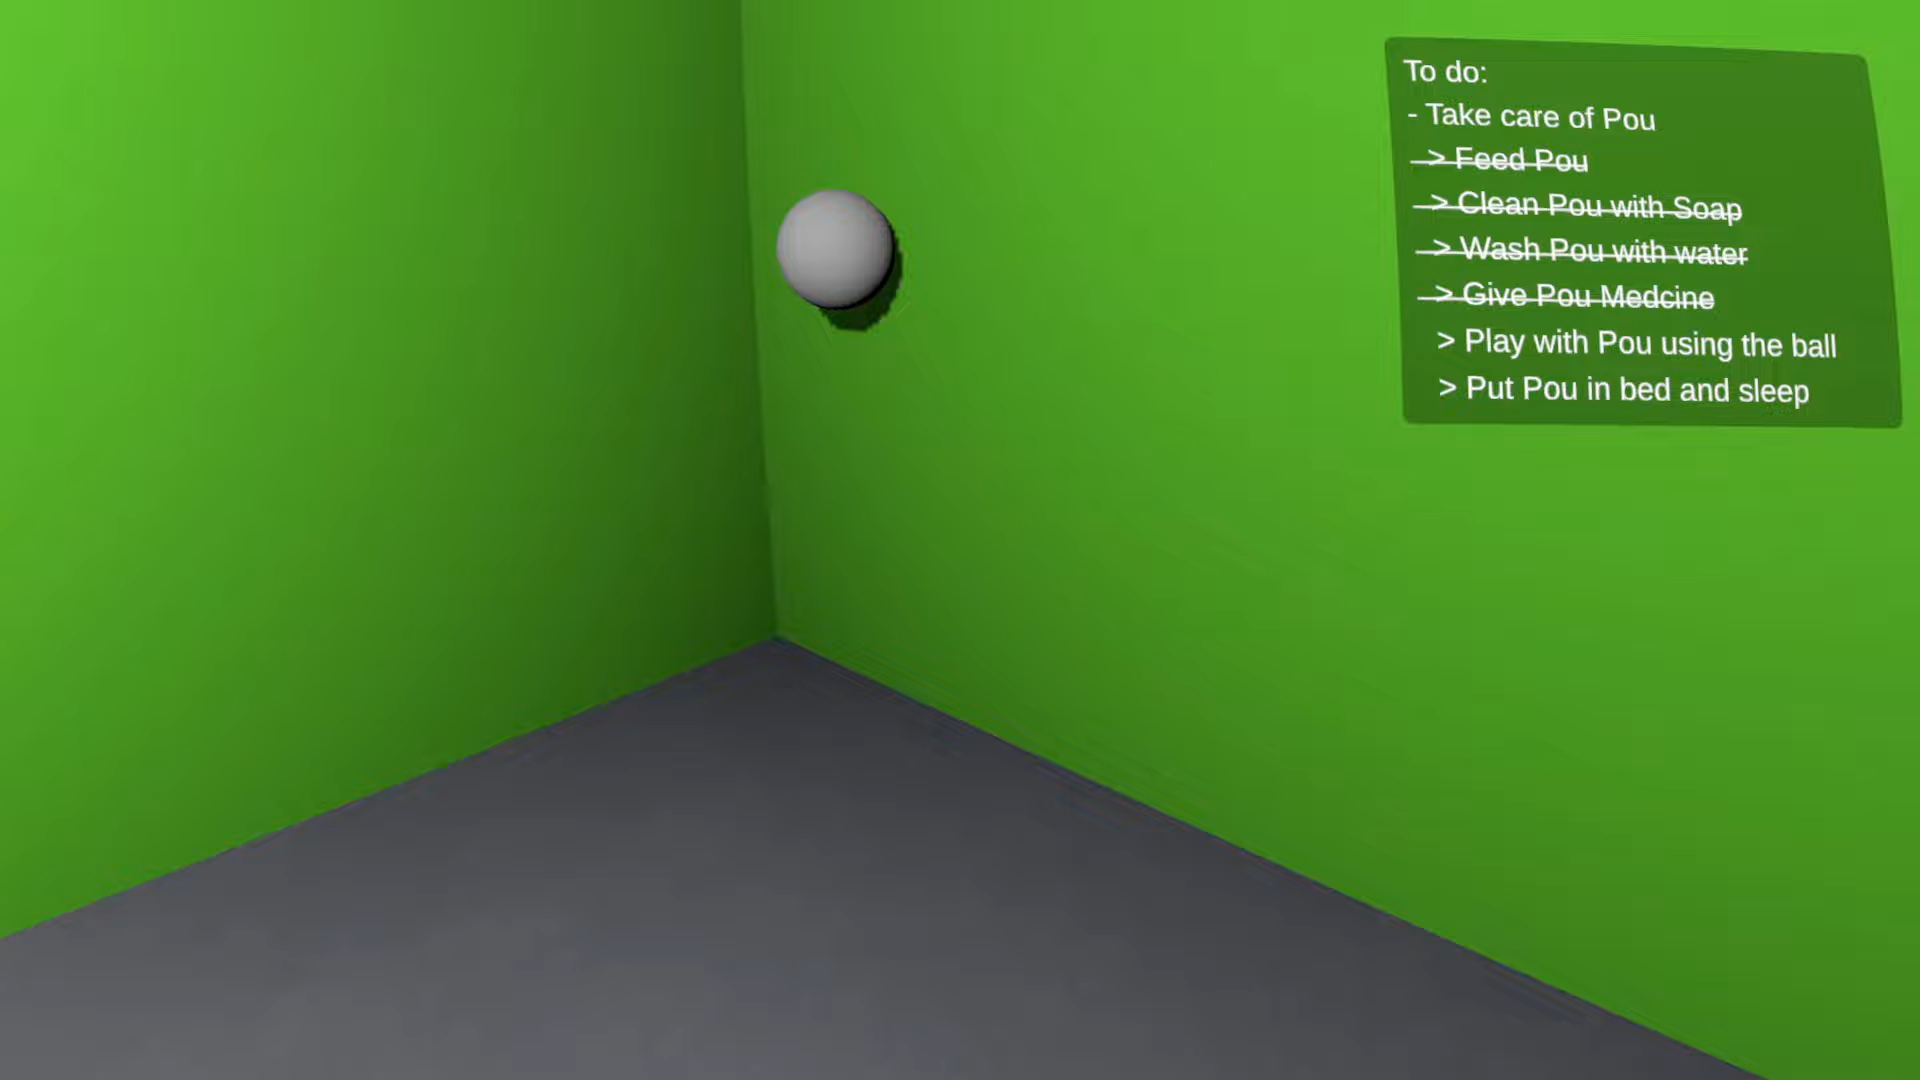 To do:
- Take care of Pou
> Feed Pou
> Clean Pou with Soap
> Wash Pou with water
> Give Pou Medcine
> Play with Pou using the ball
> Put Pou in bed and sleep